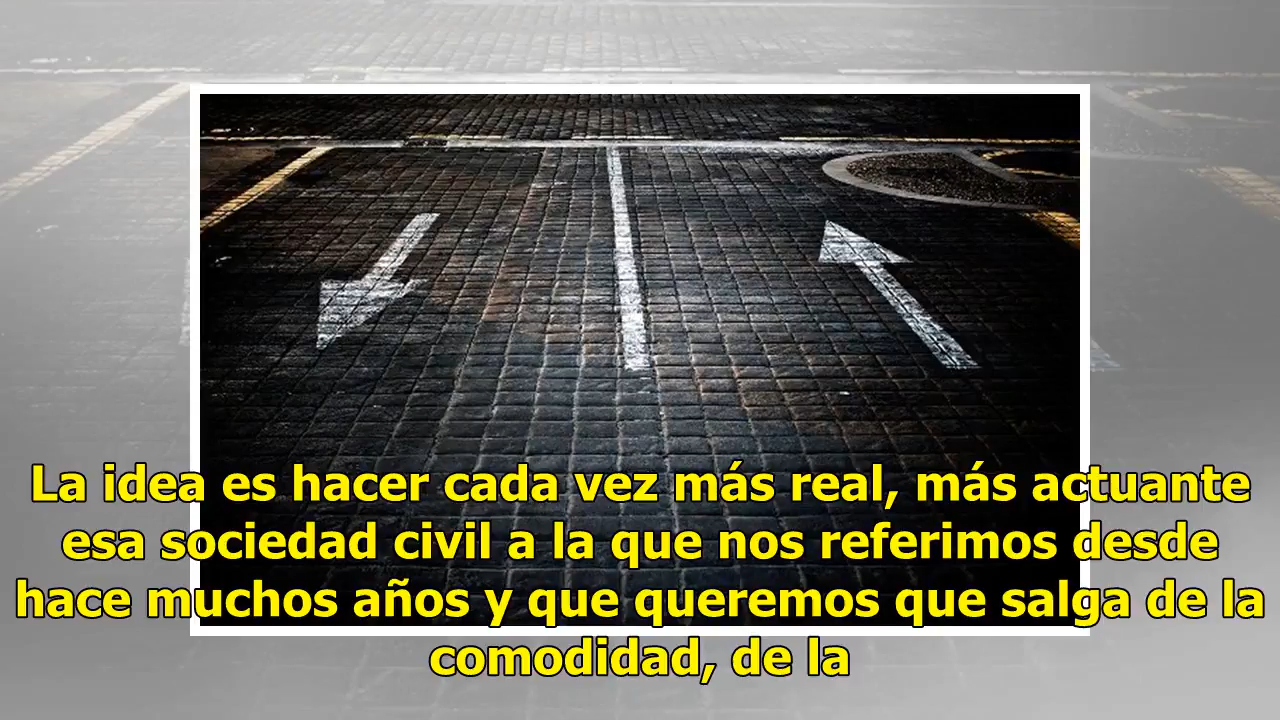 La idea es hacer cada vez más real, más actuante
esa sociedad civil a la que nos referimos desde
hace muchos años y que queremos que salga de la
comodidad, de la